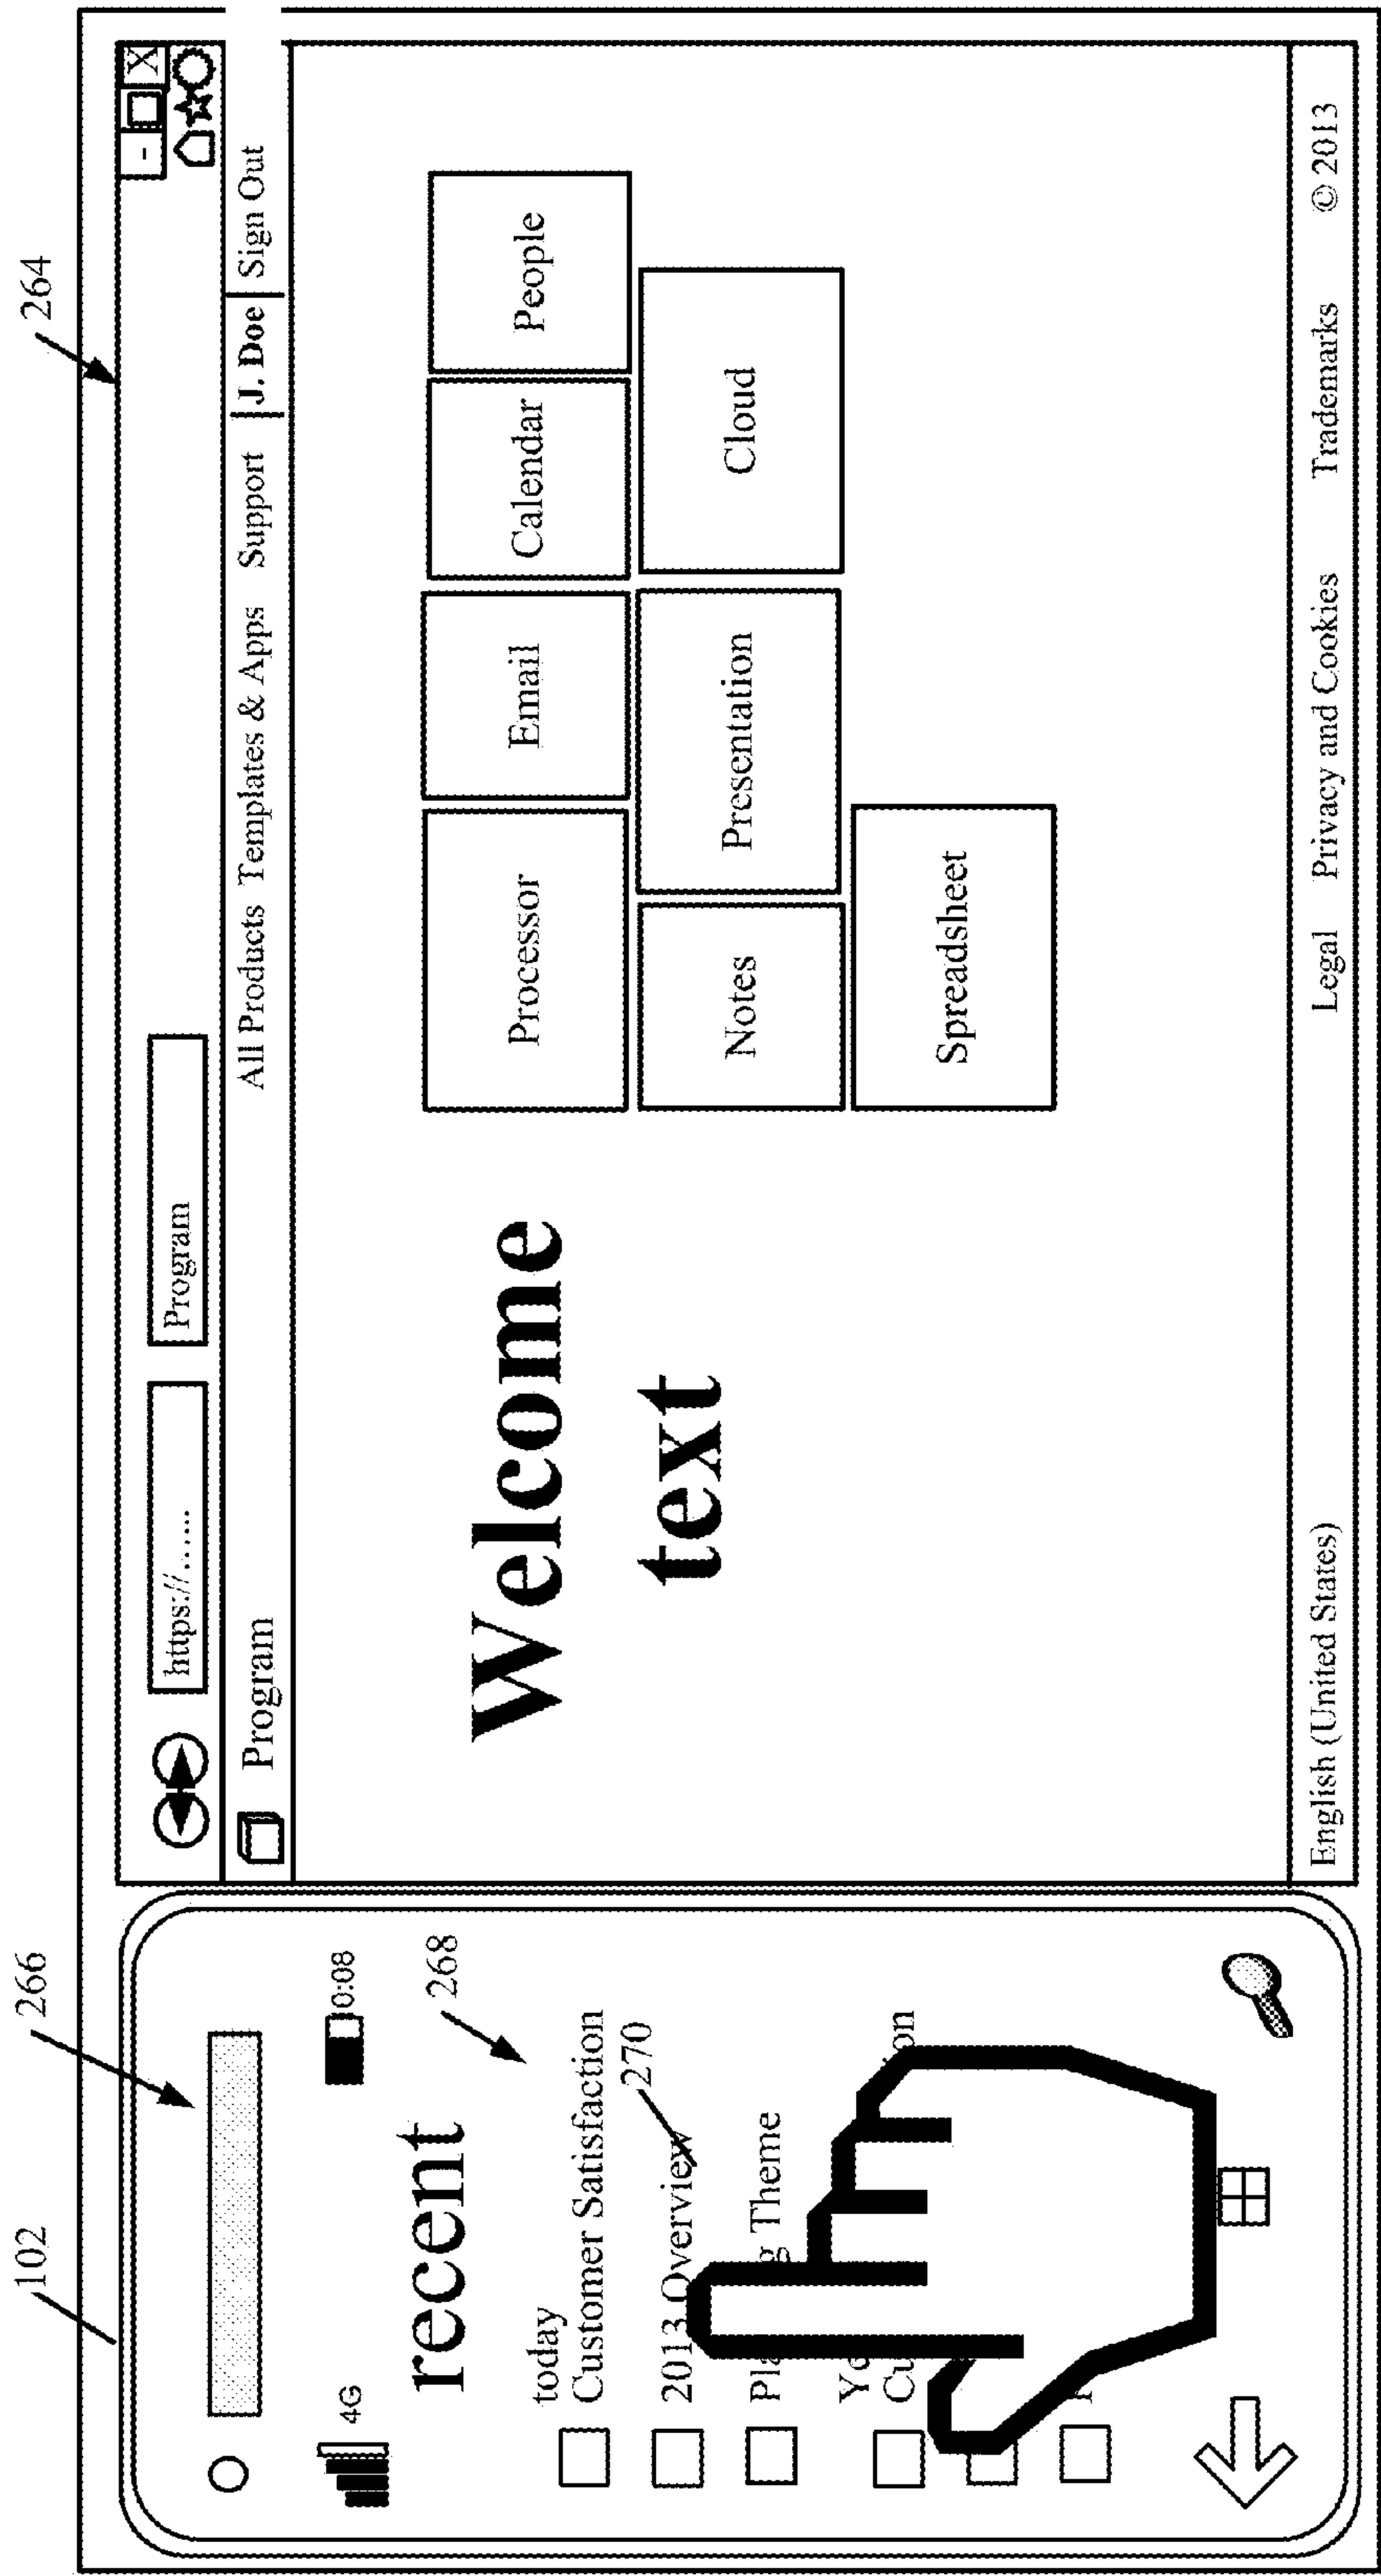 102
266
264
4G
0:08
recent
268
today
Customer Satisfaction
270
2013 Overview
Theme
https://......
Program
- X
Program
All Products Templates & Apps Support J. Doe Sign Out
Welcome
text
Processor Email Calendar People
Notes Presentation Cloud
Spreadsheet
English (United States) Legal Privacy and Cookies Trademarks © 2013